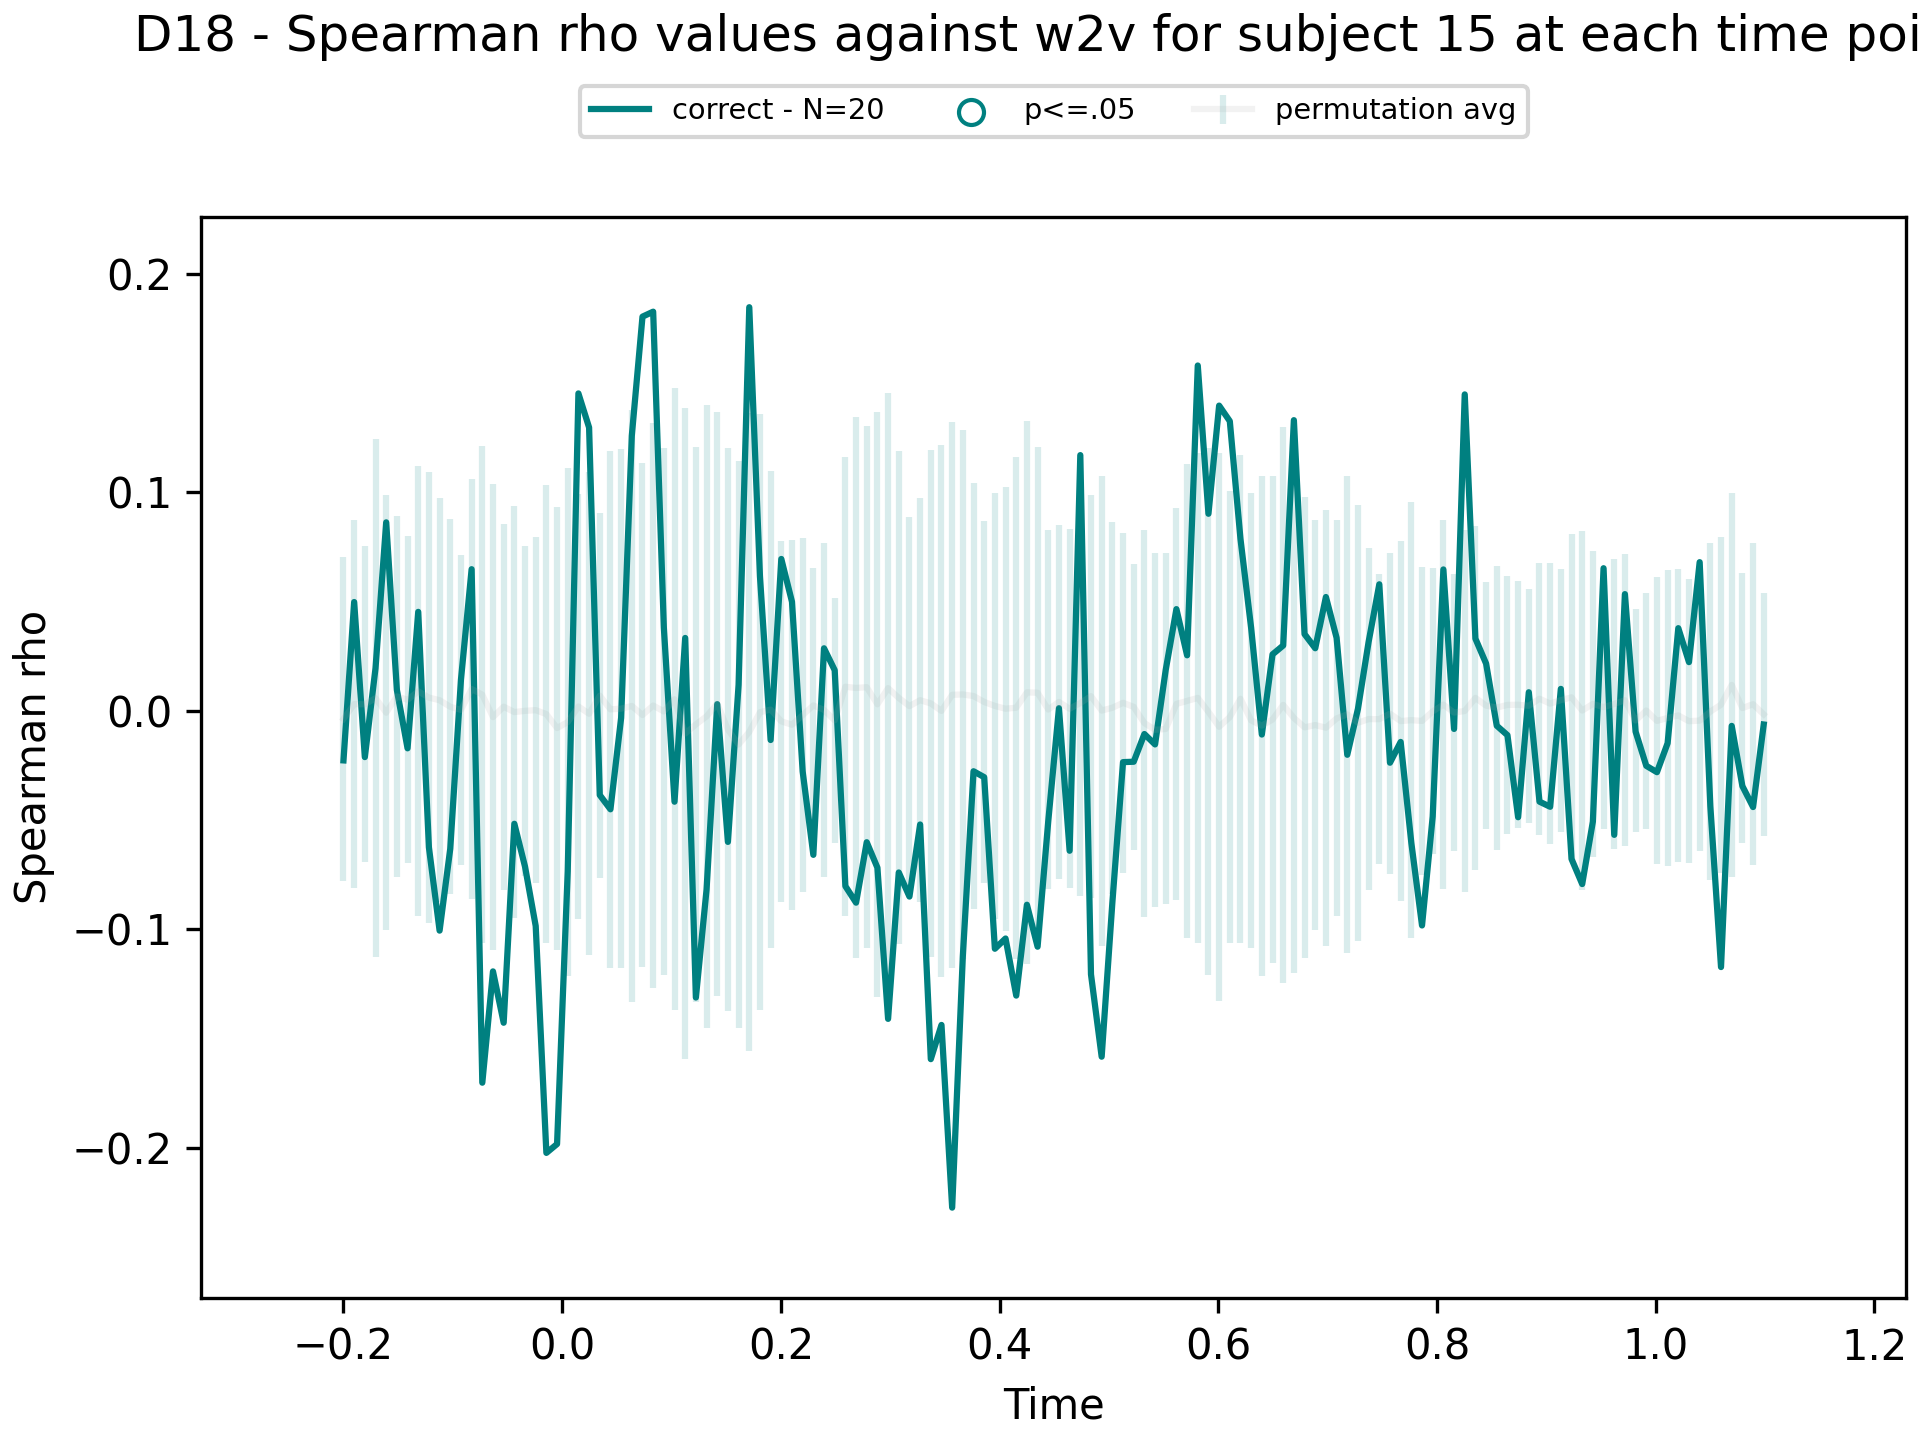 D18 - Spearman rho values against w2v for subject 15 at each time poi
correct - N=20 p<=.05 permutation avg
Spearman rho
0.2
0.1
0.0
−0.1
−0.2
−0.2 0.0 0.2 0.4 0.6 0.8 1.0 1.2
Time